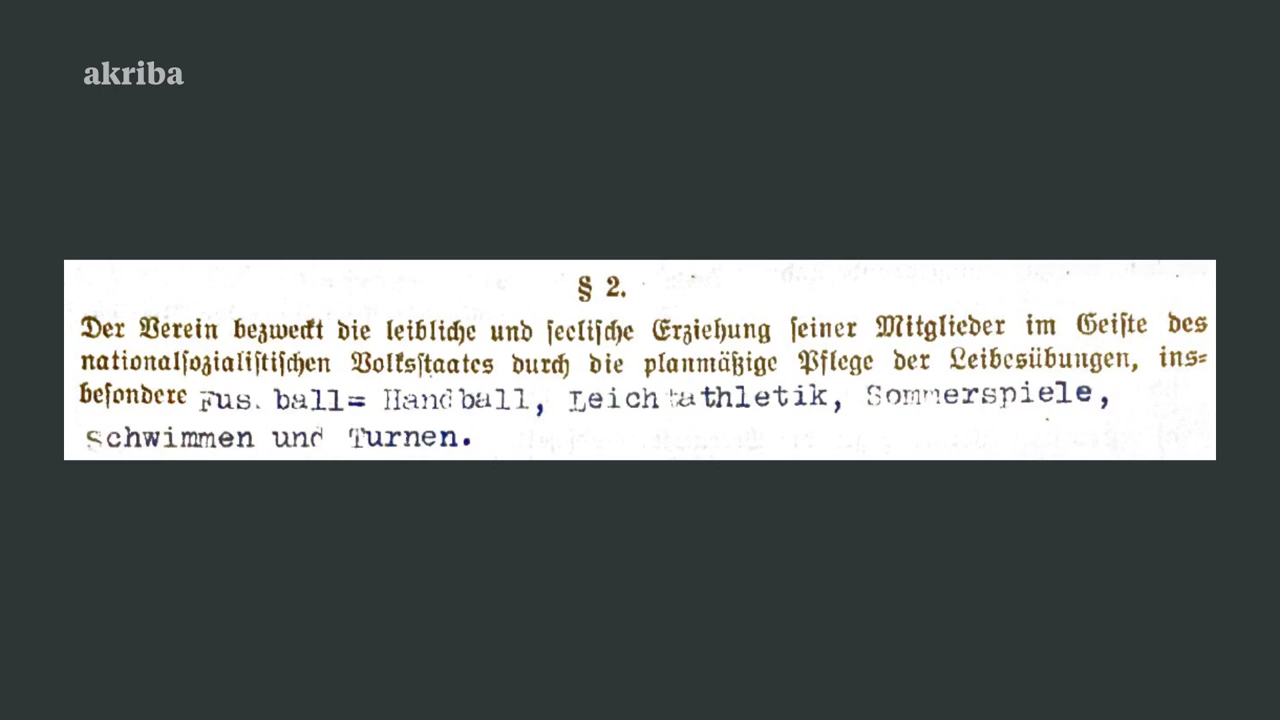 akriba
§ 2.
Der Verein bezweckt die leibliche und seelische Erziehung seiner Mitglieder im Geiste des
nationalsozialistischen Volksstaates durch die planmäßige Pflege der Leibesübungen, ins=
besondere Fus. ball= Handball, Leichtathletik, Sommerspiele,
Schwimmen und Turnen.